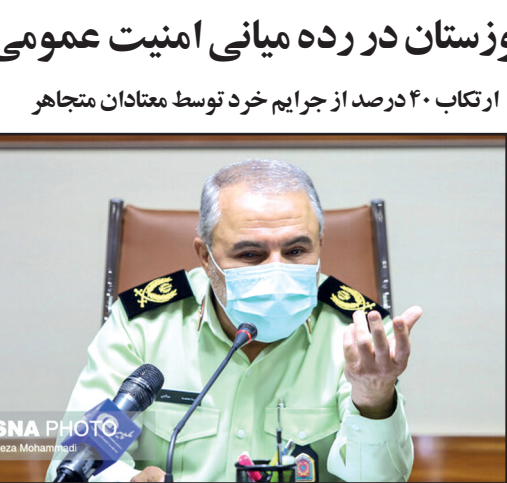 وزستان در رده میانی امنیت عمومی
ارتکاب ۴۰ درصد از جرایم خرد توسط معتادان متجاهر
SNA PHOTO
eza Mohammadi